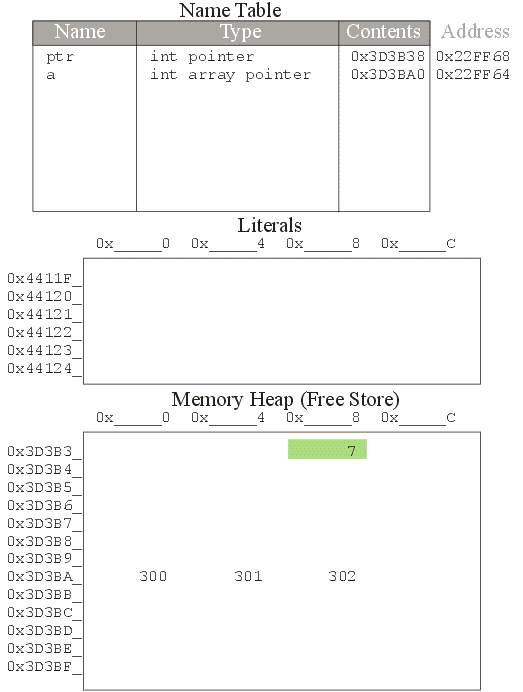 Name Table
Name Type Contents Address
ptr int pointer 0x3D3B38 0x22FF68
a int array pointer 0x3D3BA0 0x22FF64
Literals
0x_____0 0x_____4 0x_____8 0x_____C
0x4411F_
0x44120_
0x44121_
0x44122_
0x44123_
0x44124_
Memory Heap (Free Store)
0x_____0 0x_____4 0x_____8 0x_____C
0x3D3B3_ 7
0x3D3B4_
0x3D3B5_
0x3D3B6_
0x3D3B7_
0x3D3B8_
0x3D3B9_
0x3D3BA_ 300 301 302
0x3D3BB_
0x3D3BC_
0x3D3BD_
0x3D3BE_
0x3D3BF_